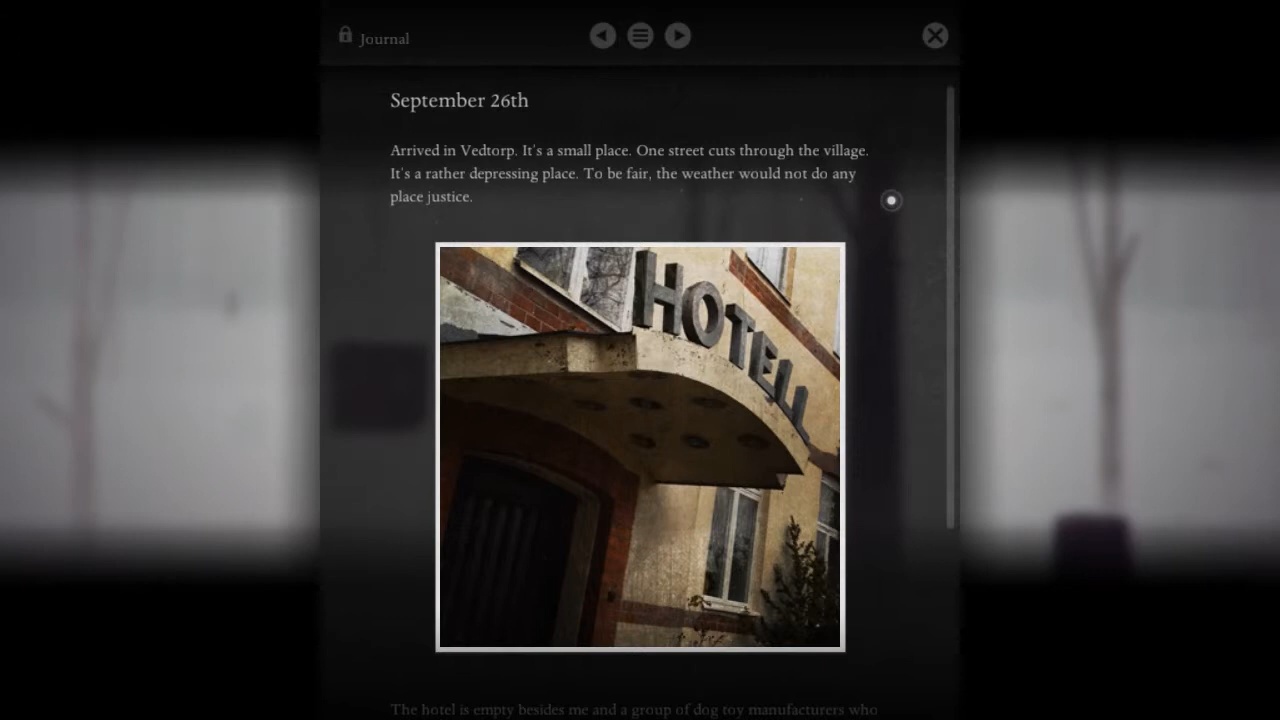 Journal
September 26th
Arrived in Vedtorp. It's a small place. One street cuts through the village.
It's a rather depressing place. To be fair, the weather would not do any
place justice.
HOTELL
The hotel is empty besides me and a group of dog toy manufacturers who